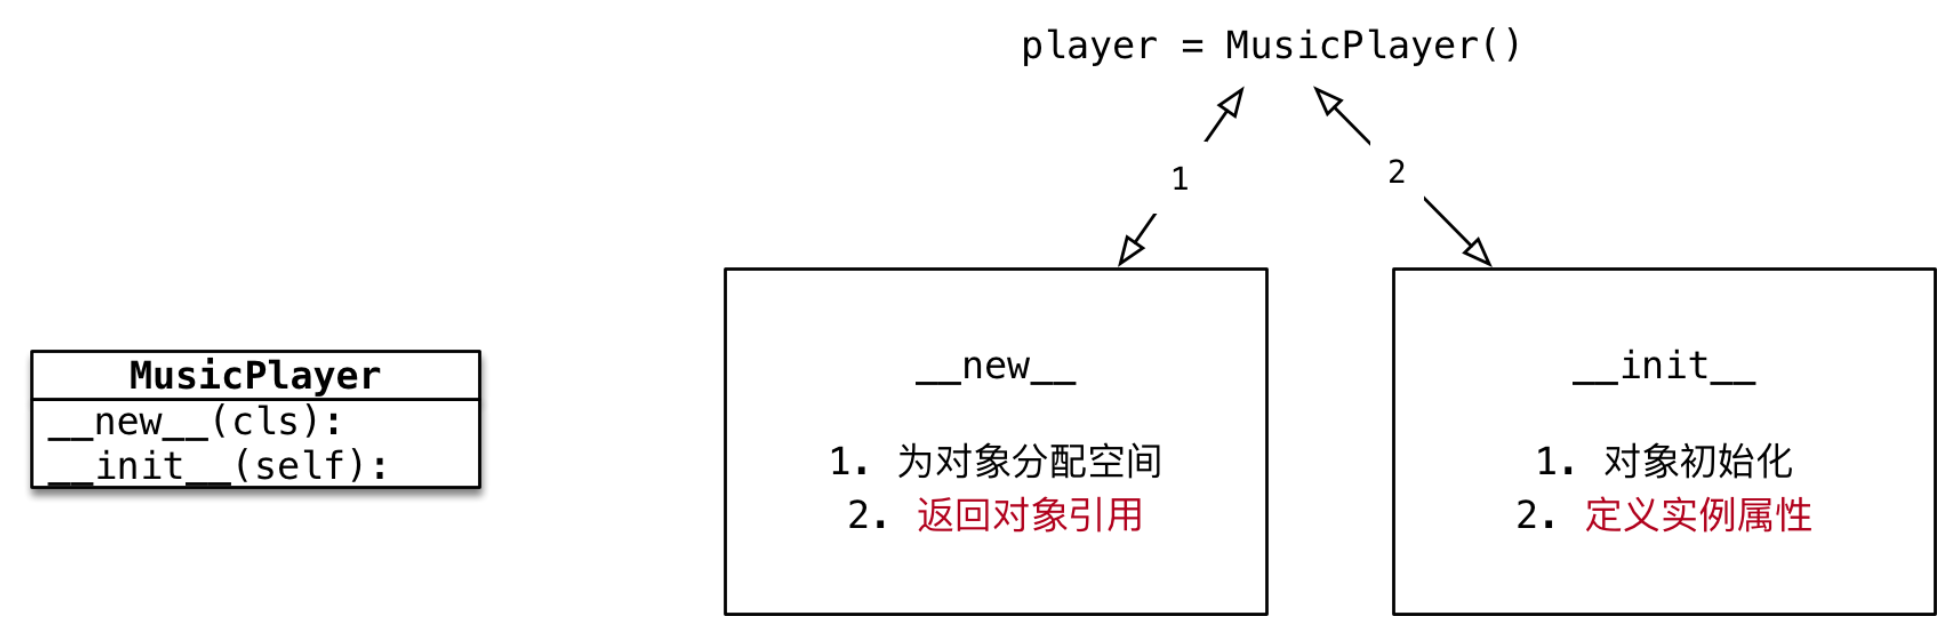 player = MusicPlayer()
1
2
MusicPlayer
__new__(cls):
__init__(self):
__new__
1. 为对象分配空间
2. 返回对象引用
__init__
1. 对象初始化
2. 定义实例属性